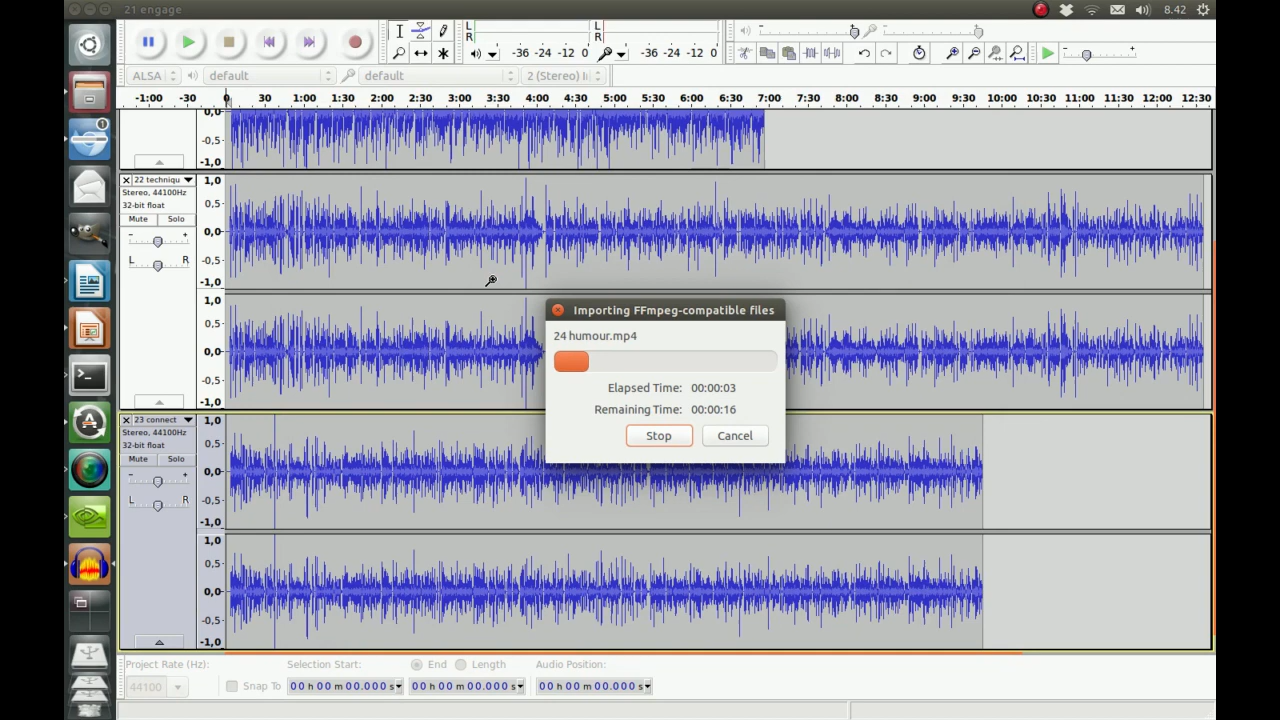 21 engage
8.42
L
R
-36 -24 -12 0
L
R
-36 -24 -12 0
ALSA
default
default
2 (Stereo) I
-1:00 -30 0 30 1:00 1:30 2:00 2:30 3:00 3:30 4:00 4:30 5:00 5:30 6:00 6:30 7:00 7:30 8:00 8:30 9:00 9:30 10:00 10:30 11:00 11:30 12:00 12:30
0,0
-0,5
-1,0
22 techniqu
Stereo, 44100Hz
32-bit float
Mute Solo
- +
L R
1,0
0,5
0,0
-0,5
-1,0
1,0
0,5
0,0
-0,5
-1,0
Importing FFmpeg-compatible files
24 humour.mp4
Elapsed Time: 00:00:03
Remaining Time: 00:00:16
Stop Cancel
23 connect
Stereo, 44100Hz
32-bit float
Mute Solo
- +
L R
1,0
0,5
0,0
-0,5
-1,0
1,0
0,5
0,0
-0,5
-1,0
Project Rate (Hz): Selection Start: End Length Audio Position:
44100 Snap To 00 h 00 m 00.000 s 00 h 00 m 00.000 s 00 h 00 m 00.000 s